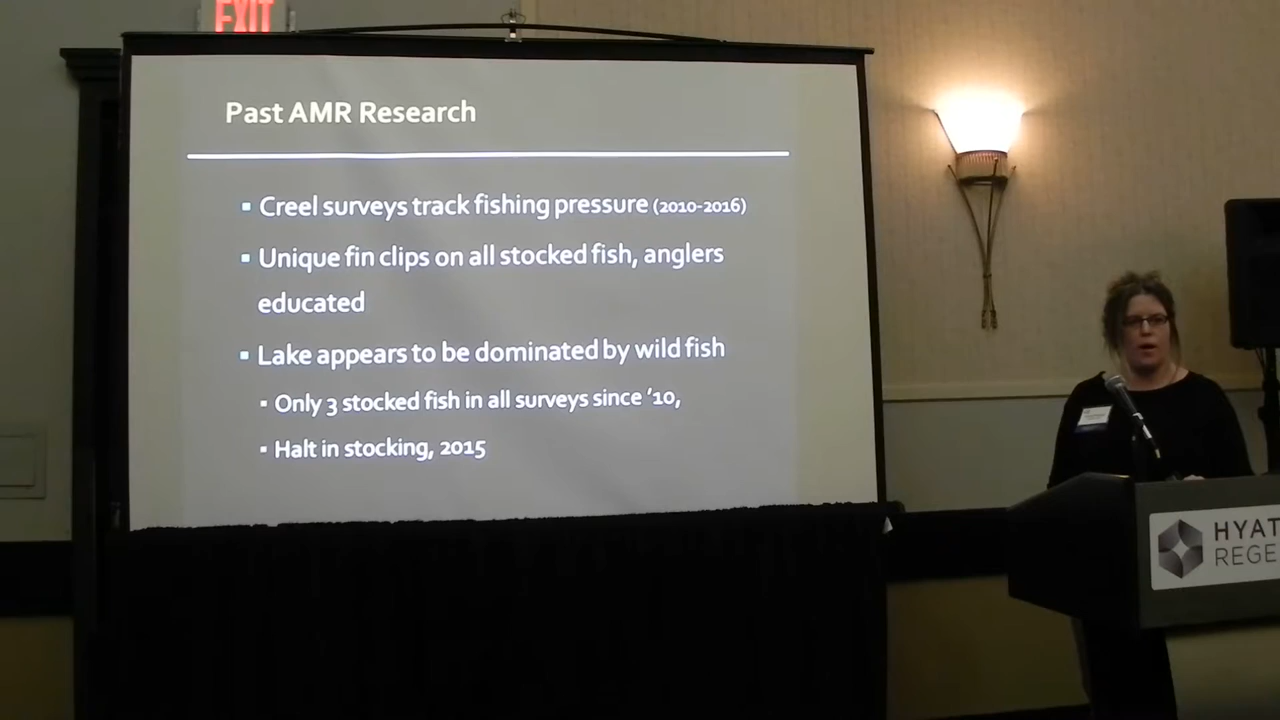 EXIT
Past AMR Research
Creel surveys track fishing pressure (2010-2016)
Unique fin clips on all stocked fish, anglers
educated
Lake appears to be dominated by wild fish
Only 3 stocked fish in all surveys since ’10,
Halt in stocking, 2015
HYAT
REGE